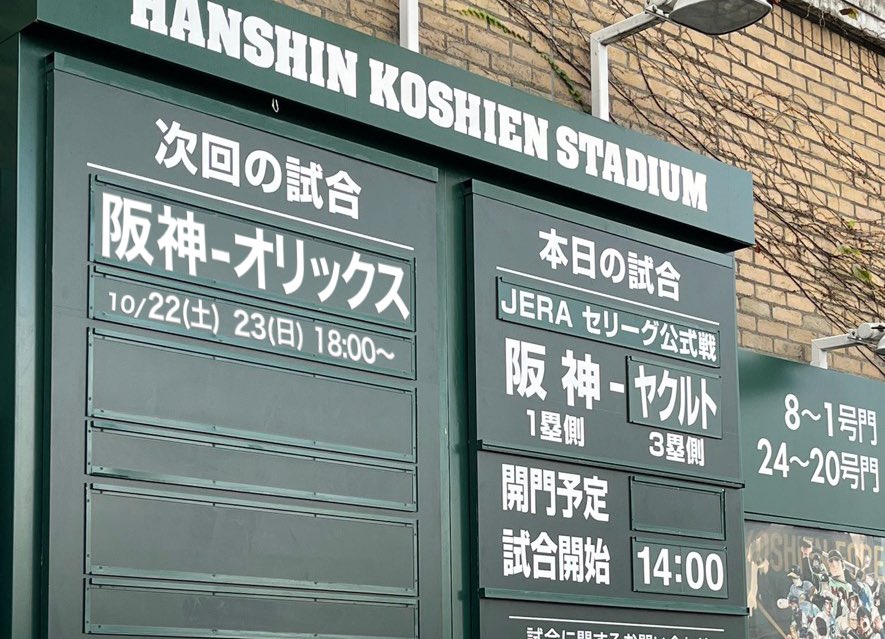 HANSHIN KOSHIEN STADIUM
次回の試合
阪神-オリックス
10/22(土) 23(日) 18:00～
本日の試合
JERA セリーグ公式戦
阪神-ヤクルト
1塁側 3塁側
開門予定
試合開始 14:00
8～1号門
24～20号門